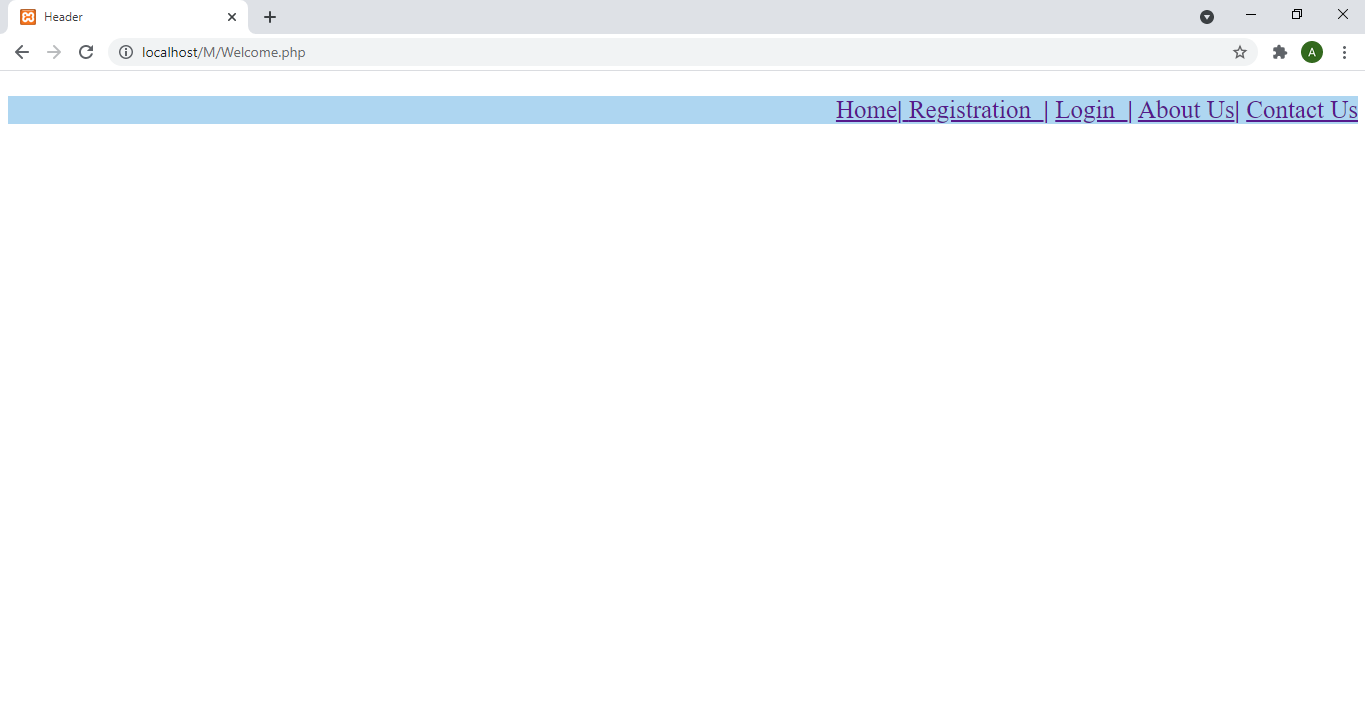 Header
localhost/M/Welcome.php
A
Home| Registration | Login | About Us| Contact Us